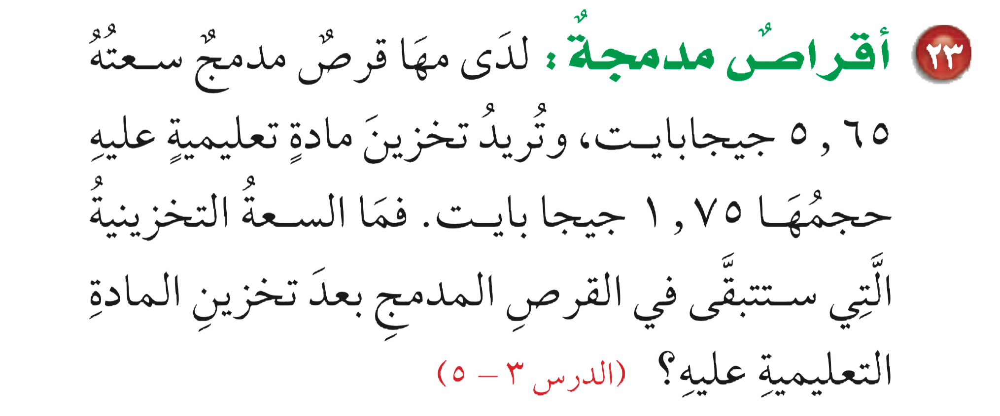 ٢٣ أقراصٌ مدمجةٌ: لدَى مهَا قرصٌ مدمجٌ سعتُهُ
٥,٦٥ جيجابايت، وتُريدُ تخزينَ مادةٍ تعليميةٍ عليهِ
حجمُهَا ١,٧٥ جيجا بايت. فمَا السعةُ التخزينيةُ
الَّتِي ستتبقَّى في القرصِ المدمجِ بعدَ تخزينِ المادةِ
التعليميةِ عليهِ؟ (الدرس ٣ – ٥)